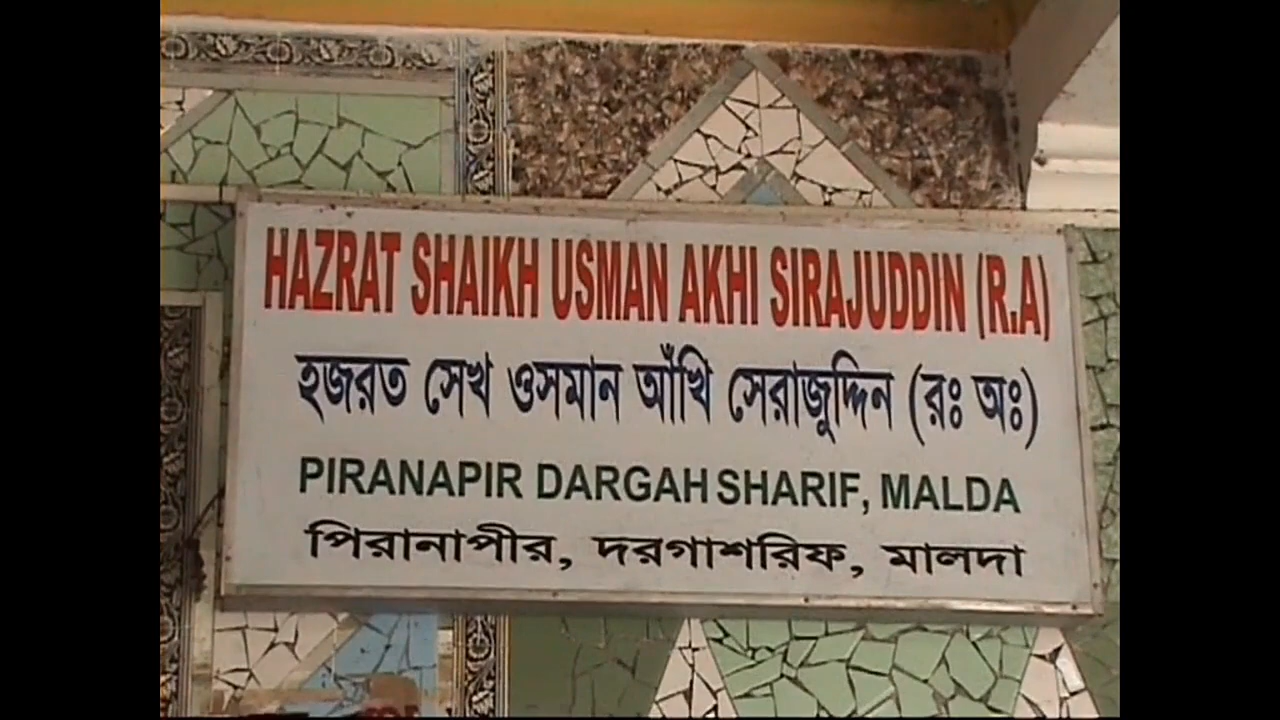 HAZRAT SHAIKH USMAN AKHI SIRAJUDDIN (R.A)
হজরত সেখ ওসমান আঁখি সেরাজুদ্দিন (রঃ অঃ)
PIRANAPIR DARGAH SHARIF, MALDA
পিরানাপীর, দরগাশরিফ, মালদা